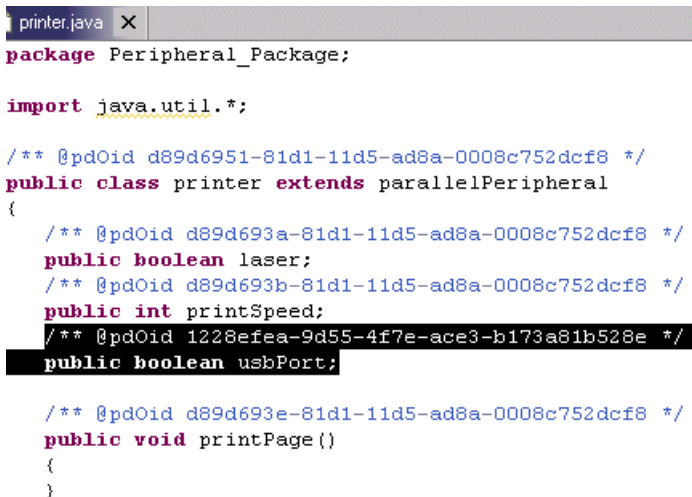 printer.java
package Peripheral_Package;
import java.util.*;
/** @pdOid d89d6951-81d1-11d5-ad8a-0008c752dcf8 */
public class printer extends parallelPeripheral
{
/** @pdOid d89d693a-81d1-11d5-ad8a-0008c752dcf8 */
public boolean laser;
/** @pdOid d89d693b-81d1-11d5-ad8a-0008c752dcf8 */
public int printSpeed;
/** @pdOid 1228efea-9d55-4f7e-ace3-b173a81b528e */
public boolean usbPort;
/** @pdOid d89d693e-81d1-11d5-ad8a-0008c752dcf8 */
public void printPage()
{
}